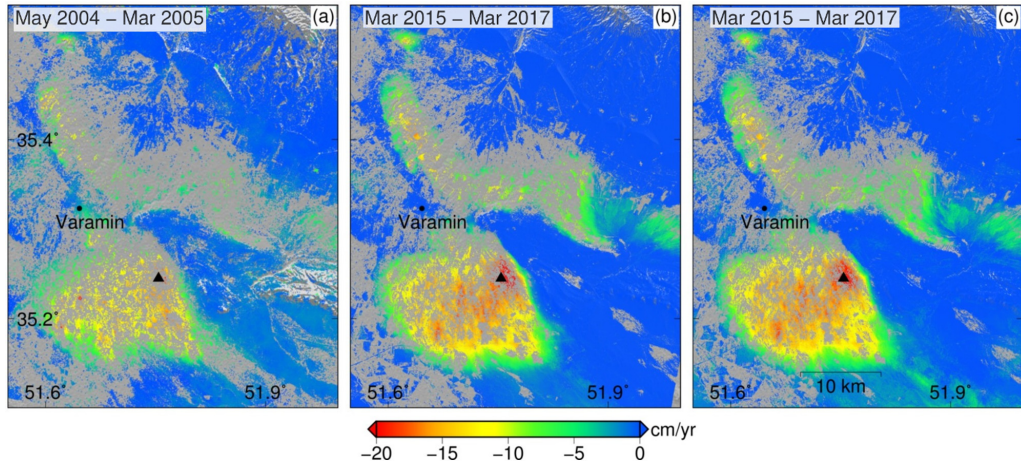 May 2004 – Mar 2005
(a)
35.4°
Varamin
35.2°
51.6°
51.9°
Mar 2015 – Mar 2017
(b)
Varamin
51.6°
51.9°
Mar 2015 – Mar 2017
(c)
Varamin
10 km
51.6°
51.9°
−20 −15 −10 −5 0 cm/yr